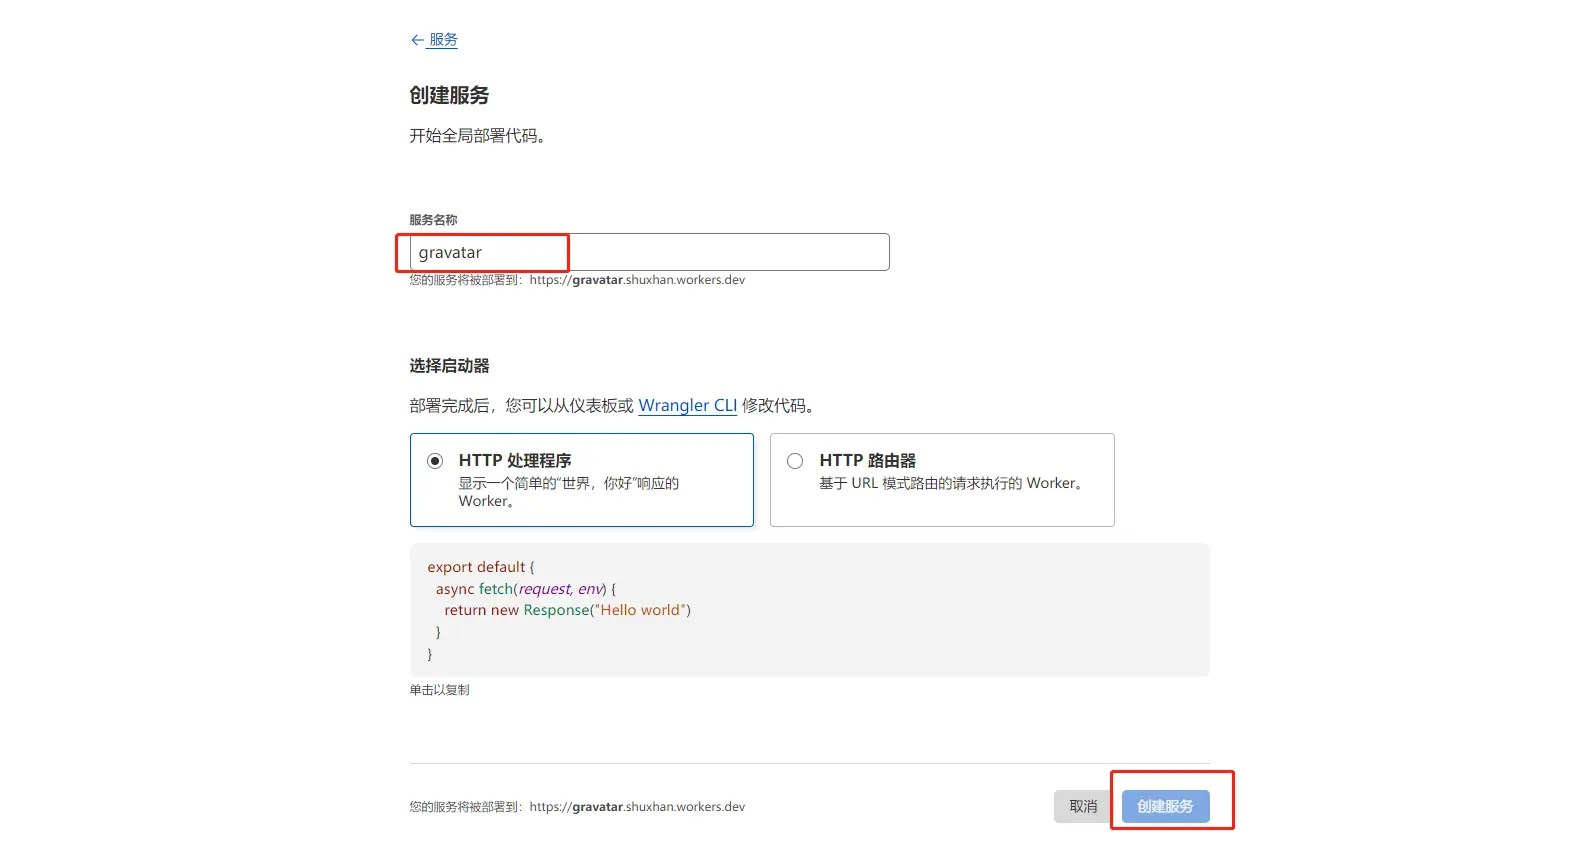 ← 服务
创建服务
开始全局部署代码。
服务名称
gravatar
您的服务将被部署到：https://gravatar.shuxhan.workers.dev
选择启动器
部署完成后，您可以从仪表板或 Wrangler CLI 修改代码。
HTTP 处理程序
显示一个简单的“世界，你好”响应的
Worker。
HTTP 路由器
基于 URL 模式路由的请求执行的 Worker。
export default {
  async fetch(request, env) {
    return new Response("Hello world")
  }
}
单击以复制
您的服务将被部署到：https://gravatar.shuxhan.workers.dev
取消
创建服务